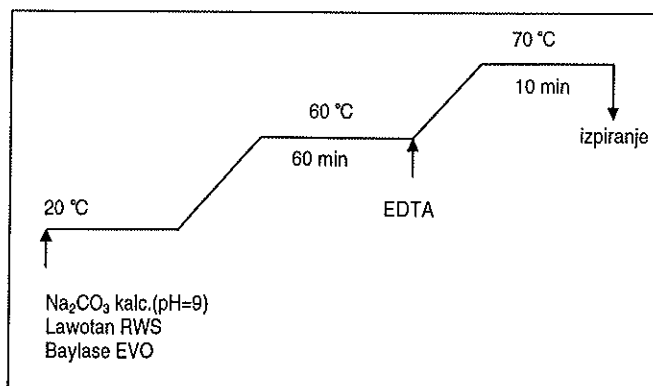 70 °C
10 min
izpiranje
60 °C
60 min
EDTA
20 °C
Na₂CO₃ kalc.(pH=9)
Lawotan RWS
Baylase EVO